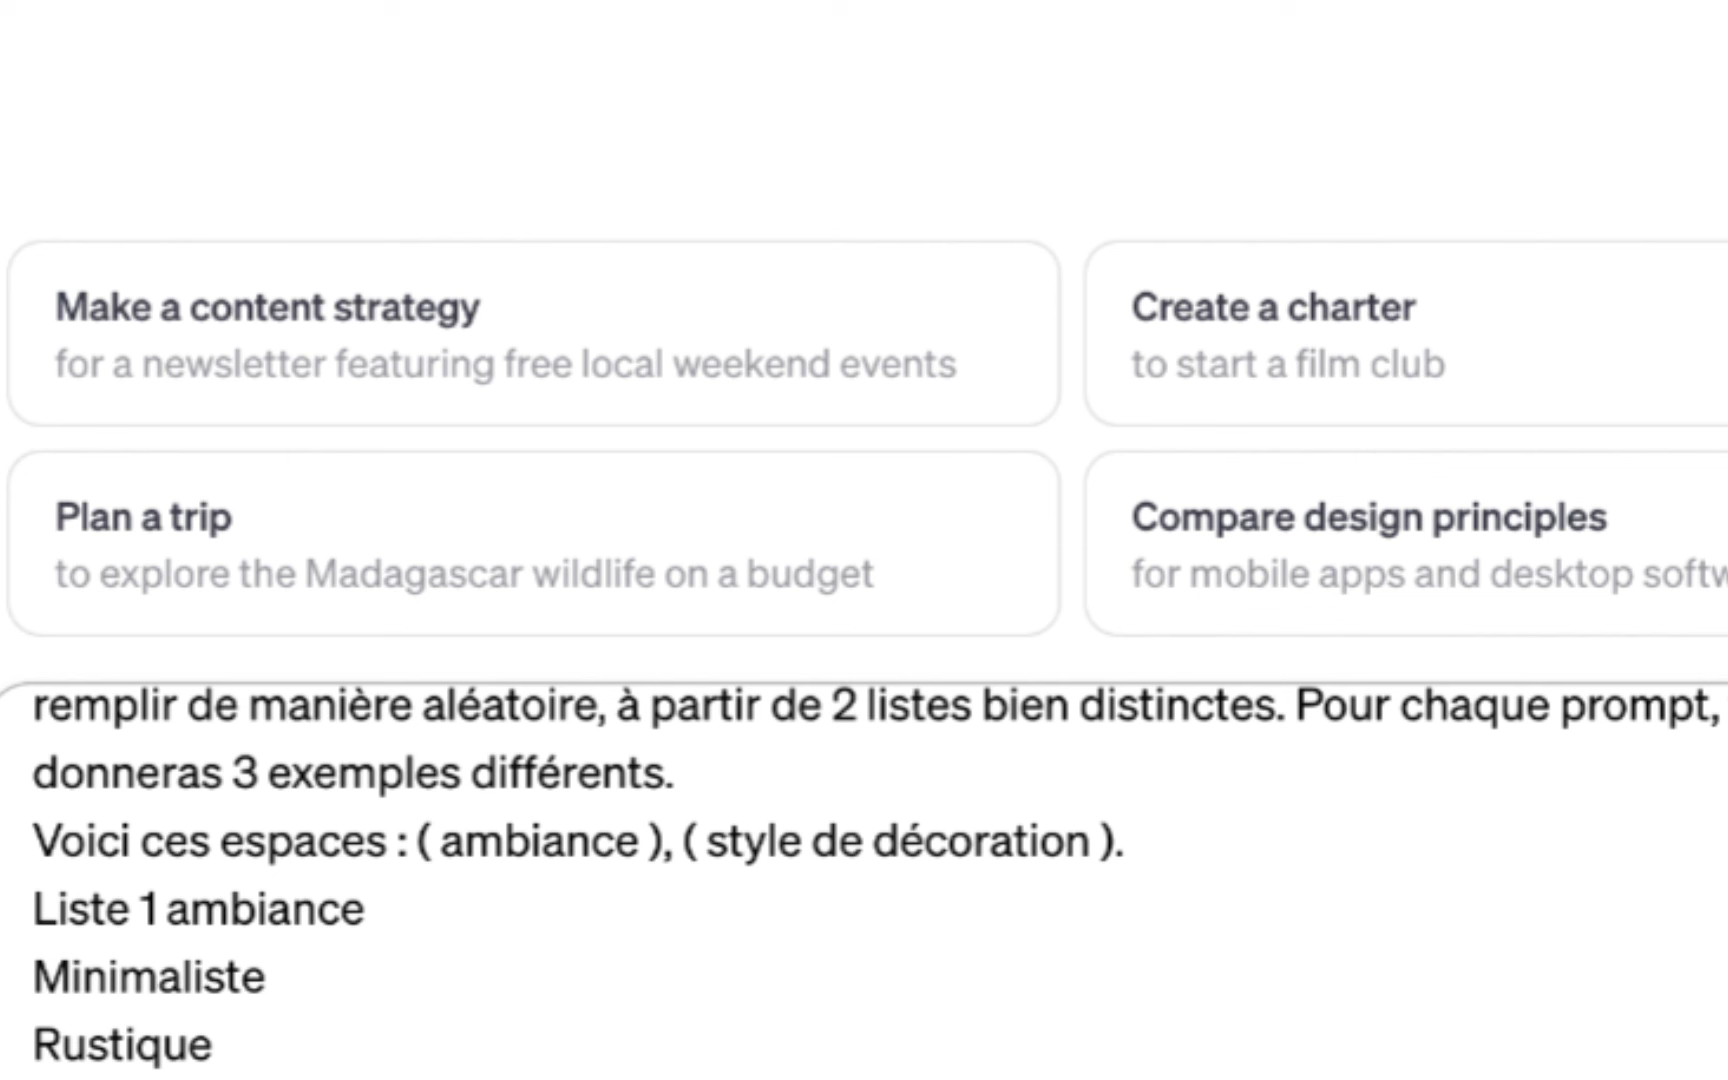 Make a content strategy
for a newsletter featuring free local weekend events
Create a charter
to start a film club
Plan a trip
to explore the Madagascar wildlife on a budget
Compare design principles
for mobile apps and desktop
remplir de manière aléatoire, à partir de 2 listes bien distinctes. Pour chaque prompt,
donneras 3 exemples différents.
Voici ces espaces : ( ambiance ), ( style de décoration ).
Liste 1 ambiance
Minimaliste
Rustique